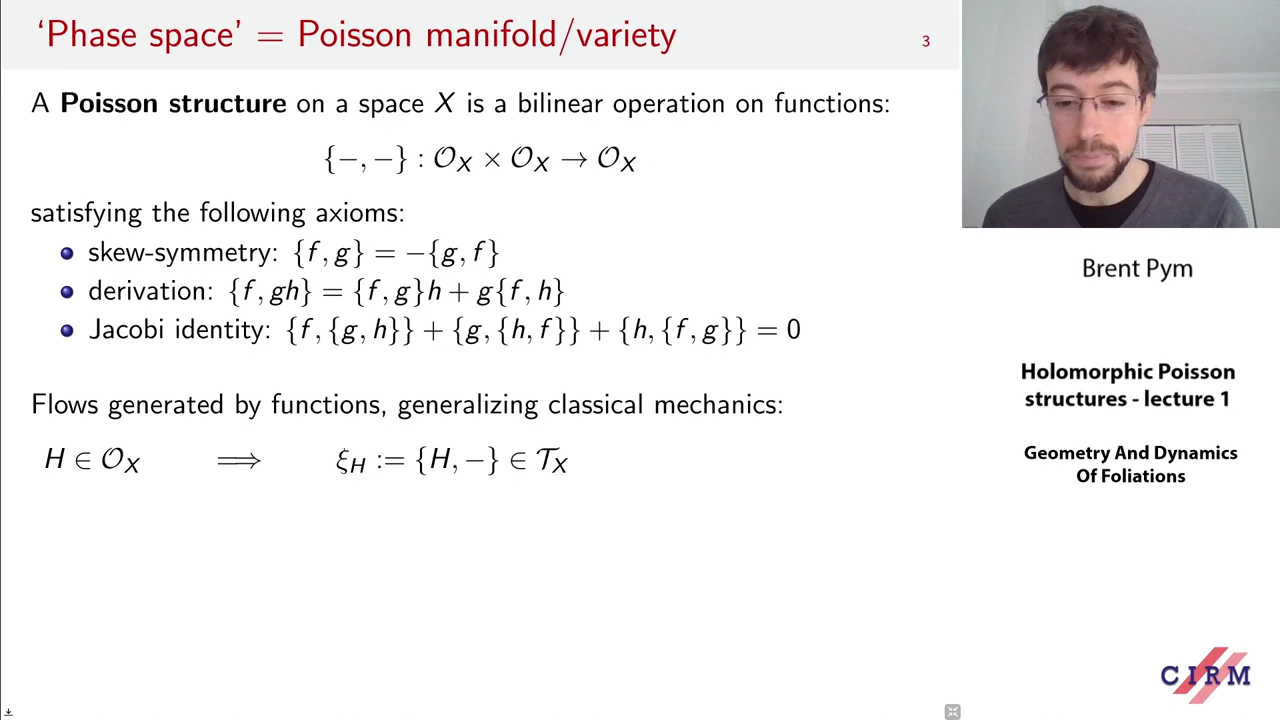 ‘Phase space’ = Poisson manifold/variety
3
A Poisson structure on a space X is a bilinear operation on functions:
{−, −} : 𝒪_X × 𝒪_X → 𝒪_X
satisfying the following axioms:
skew-symmetry: {f, g} = −{g, f}
derivation: {f, gh} = {f, g}h + g{f, h}
Jacobi identity: {f, {g, h}} + {g, {h, f}} + {h, {f, g}} = 0
Flows generated by functions, generalizing classical mechanics:
H ∈ 𝒪_X ⟹ ξ_H := {H, −} ∈ 𝒯_X
Brent Pym
Holomorphic Poisson
structures - lecture 1
Geometry And Dynamics
Of Foliations
CIRM